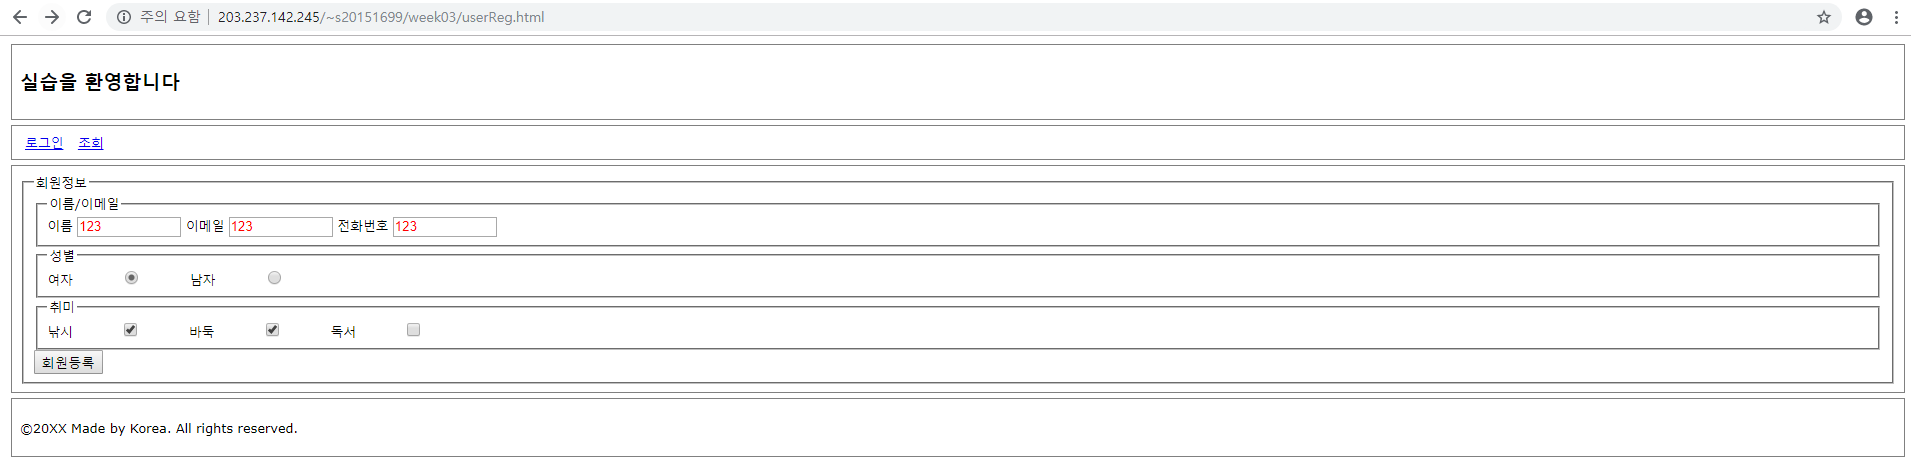 주의 요함 203.237.142.245/~s20151699/week03/userReg.html
실습을 환영합니다
로그인 조회
회원정보
이름/이메일
이름 123 이메일 123 전화번호 123
성별
여자 남자
취미
낚시 바둑 독서
회원등록
©20XX Made by Korea. All rights reserved.